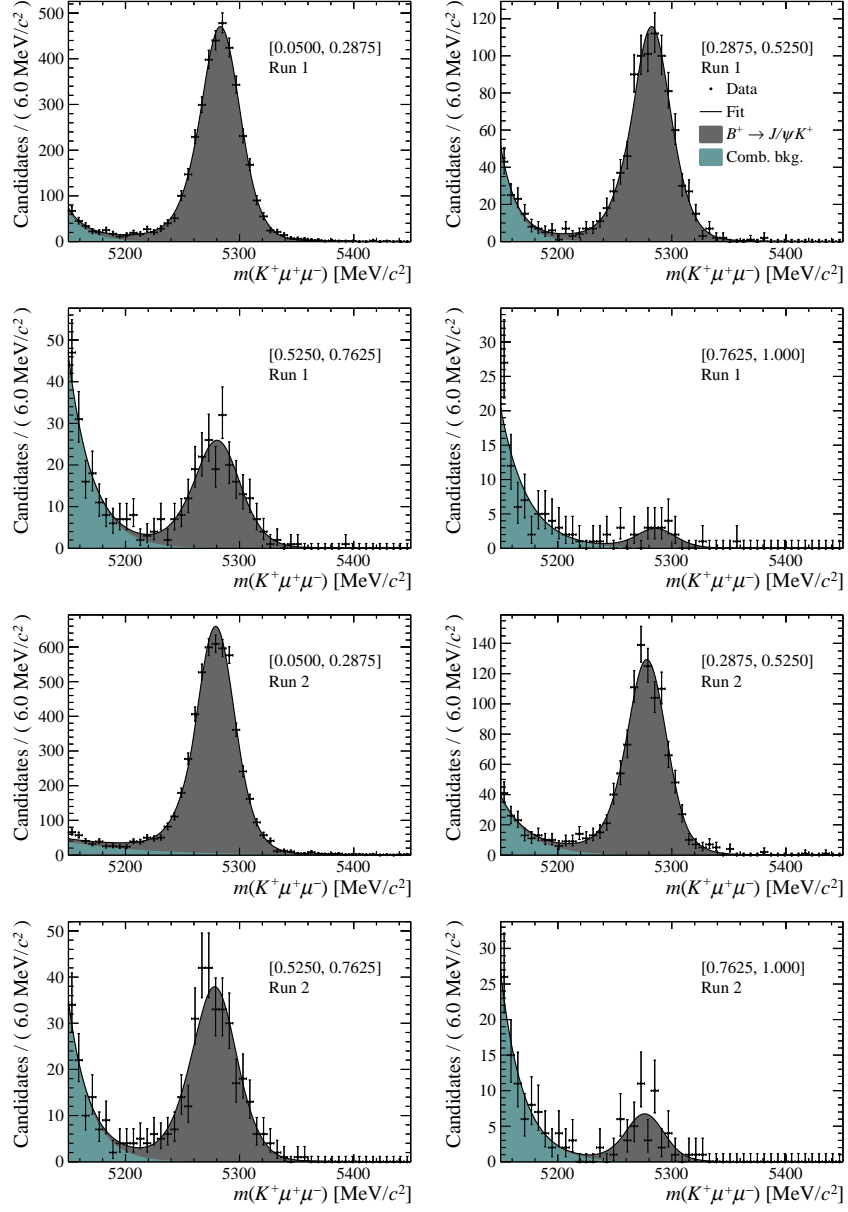 Candidates / ( 6.0 MeV/c² )
500
400
300
200
100
0
[0.0500, 0.2875]
Run 1
5200 5300 5400
m(K⁺μ⁺μ⁻) [MeV/c²]
Candidates / ( 6.0 MeV/c² )
120
100
80
60
40
20
0
[0.2875, 0.5250]
Run 1
Data
Fit
B⁺ → J/ψK⁺
Comb. bkg.
5200 5300 5400
m(K⁺μ⁺μ⁻) [MeV/c²]
Candidates / ( 6.0 MeV/c² )
50
40
30
20
10
0
[0.5250, 0.7625]
Run 1
5200 5300 5400
m(K⁺μ⁺μ⁻) [MeV/c²]
Candidates / ( 6.0 MeV/c² )
35
30
25
20
15
10
5
0
[0.7625, 1.000]
Run 1
5200 5300 5400
m(K⁺μ⁺μ⁻) [MeV/c²]
Candidates / ( 6.0 MeV/c² )
600
500
400
300
200
100
0
[0.0500, 0.2875]
Run 2
5200 5300 5400
m(K⁺μ⁺μ⁻) [MeV/c²]
Candidates / ( 6.0 MeV/c² )
140
120
100
80
60
40
20
0
[0.2875, 0.5250]
Run 2
5200 5300 5400
m(K⁺μ⁺μ⁻) [MeV/c²]
Candidates / ( 6.0 MeV/c² )
50
40
30
20
10
0
[0.5250, 0.7625]
Run 2
5200 5300 5400
m(K⁺μ⁺μ⁻) [MeV/c²]
Candidates / ( 6.0 MeV/c² )
30
25
20
15
10
5
0
[0.7625, 1.000]
Run 2
5200 5300 5400
m(K⁺μ⁺μ⁻) [MeV/c²]